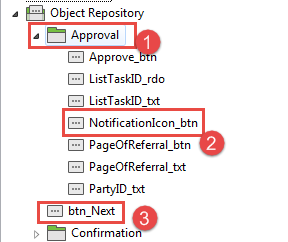 Object Repository
Approval
1
Approve_btn
ListTaskID_rdo
ListTaskID_txt
NotificationIcon_btn
2
PageOfReferral_btn
PageOfReferral_txt
PartyID_txt
btn_Next
3
Confirmation